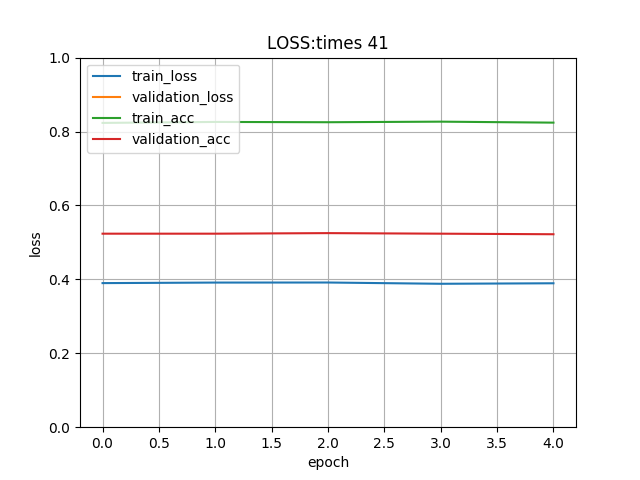 LOSS:times 41
1.0
0.8
0.6
0.4
0.2
0.0
loss
train_loss
validation_loss
train_acc
validation_acc
0.0 0.5 1.0 1.5 2.0 2.5 3.0 3.5 4.0
epoch